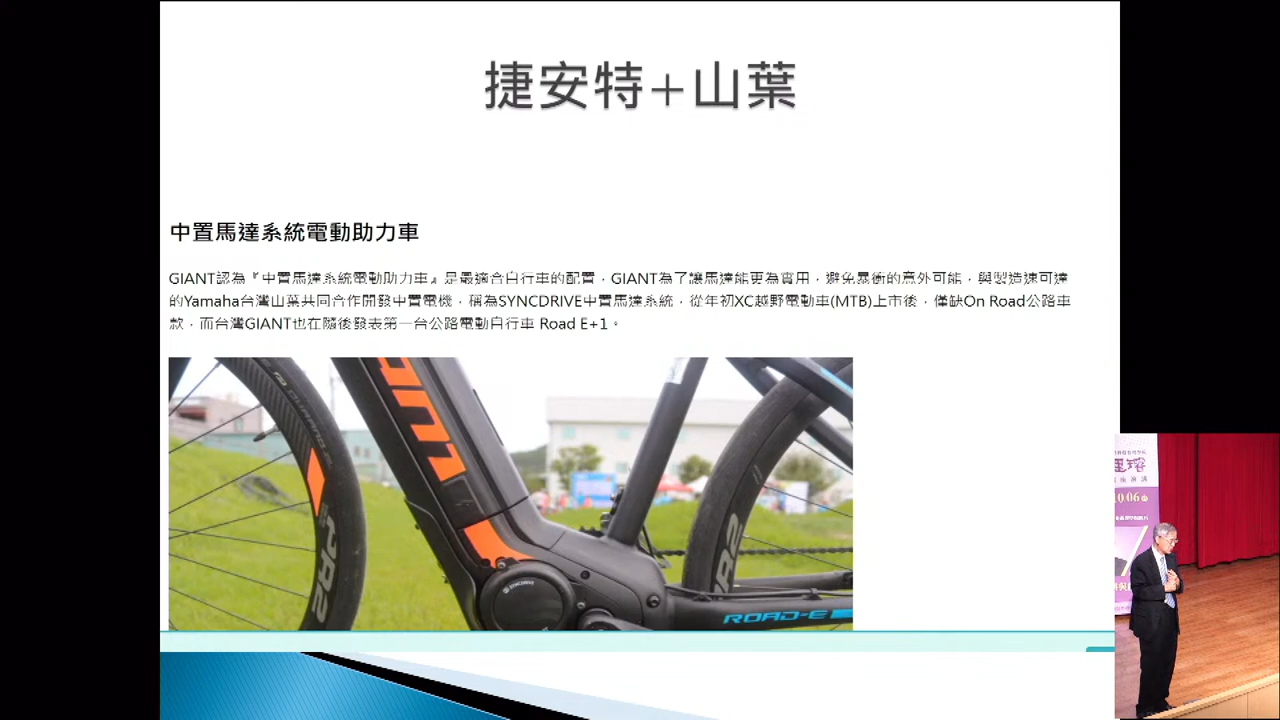 捷安特+山葉
中置馬達系統電動助力車
GIANT認為『中置馬達系統電動助力車』是最適合自行車的配置，GIANT為了讓馬達能更為實用，避免暴衝的意外可能，與製造速可達
的Yamaha台灣山葉共同合作開發中置電機，稱為SYNCDRIVE中置馬達系統，從年初XC越野電動車(MTB)上市後，僅缺On Road公路車
款，而台灣GIANT也在隨後發表第一台公路電動自行車 Road E+1。
PR2
SYNCDRIVE
ROAD-E